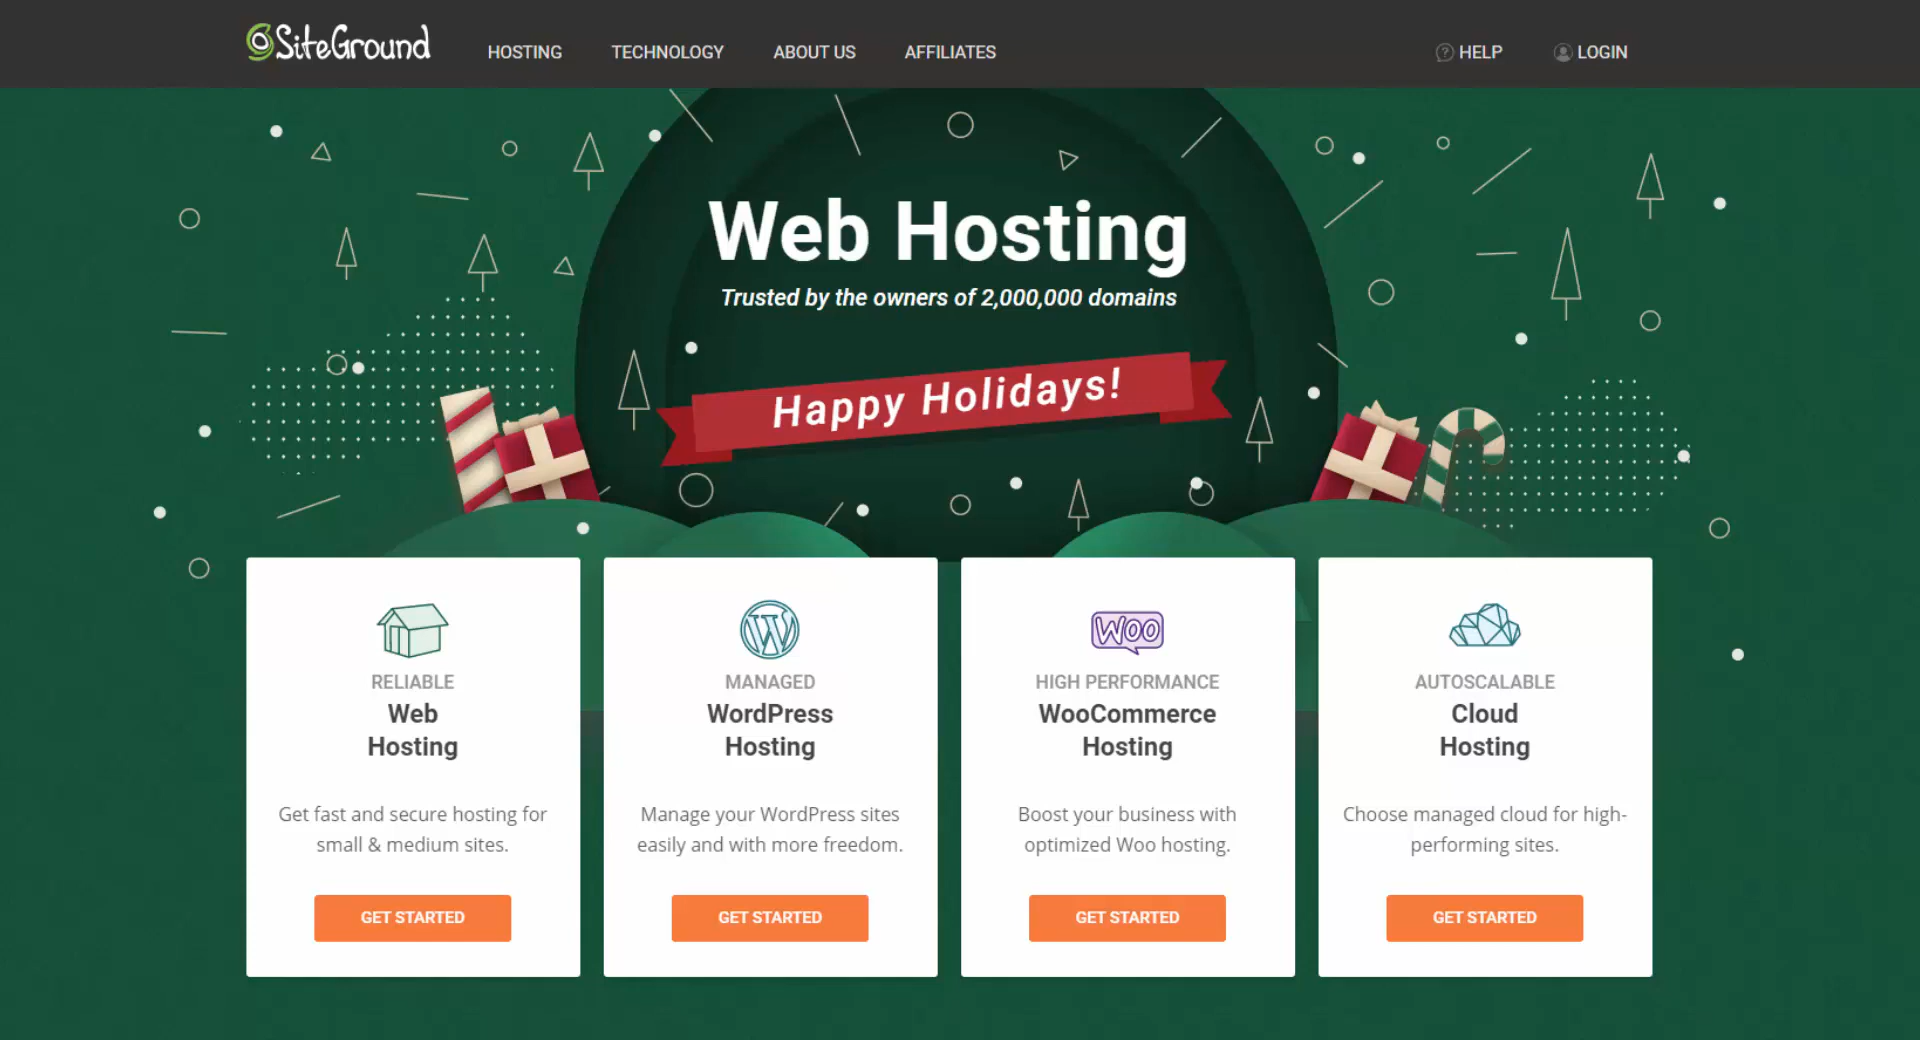 SiteGround
HOSTING
TECHNOLOGY
ABOUT US
AFFILIATES
HELP
LOGIN
Web Hosting
Trusted by the owners of 2,000,000 domains
Happy Holidays!
RELIABLE
Web
Hosting
Get fast and secure hosting for
small & medium sites.
GET STARTED
MANAGED
WordPress
Hosting
Manage your WordPress sites
easily and with more freedom.
GET STARTED
WOO
HIGH PERFORMANCE
WooCommerce
Hosting
Boost your business with
optimized Woo hosting.
GET STARTED
AUTOSCALABLE
Cloud
Hosting
Choose managed cloud for high-
performing sites.
GET STARTED